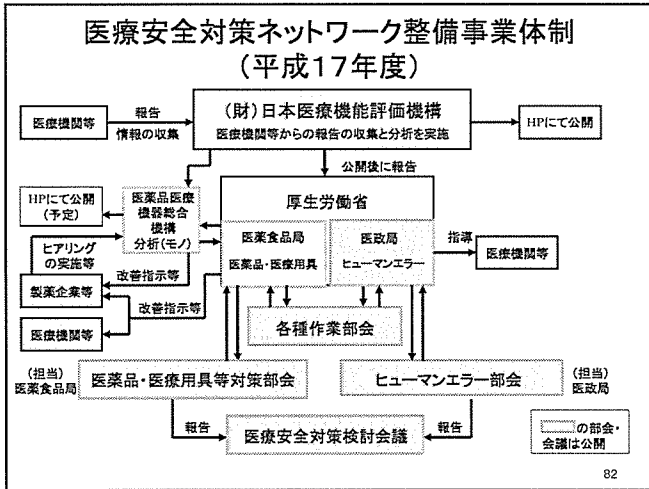 医療安全対策ネットワーク整備事業体制
(平成17年度)
医療機関等
報告
情報の収集
(財)日本医療機能評価機構
医療機関等からの報告の収集と分析を実施
HPにて公開
公開後に報告
HPにて公開
(予定)
医薬品医療
機器総合
機構
分析(モノ)
厚生労働省
医薬食品局
医薬品・医療用具
医政局
ヒューマンエラー
指導
医療機関等
ヒアリング
の実施等
改善指示等
製薬企業等
改善指示等
医療機関等
各種作業部会
(担当)
医薬食品局
医薬品・医療用具等対策部会
ヒューマンエラー部会
(担当)
医政局
報告
医療安全対策検討会議
報告
の部会・
会議は公開
82